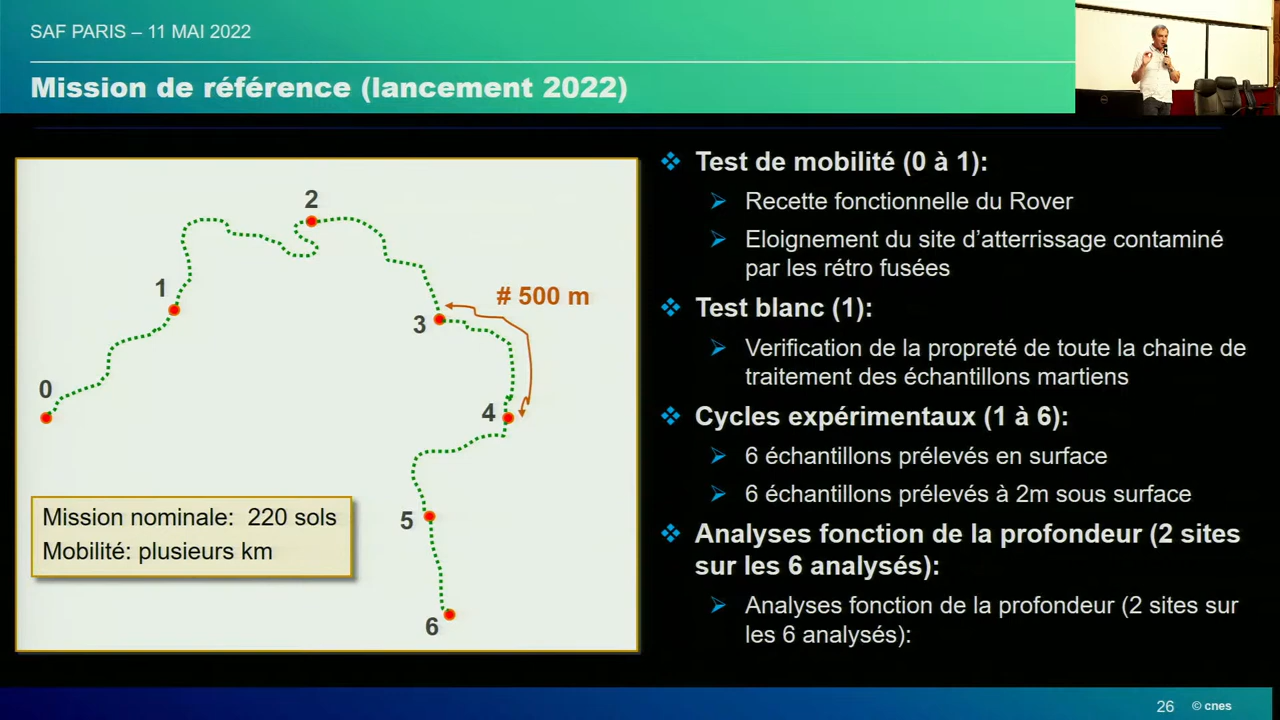 SAF PARIS – 11 MAI 2022
Mission de référence (lancement 2022)
0
1
2
3
4
5
6
# 500 m
Mission nominale: 220 sols
Mobilité: plusieurs km
Test de mobilité (0 à 1):
Recette fonctionnelle du Rover
Eloignement du site d'atterrissage contaminé
par les rétro fusées
Test blanc (1):
Verification de la propreté de toute la chaine de
traitement des échantillons martiens
Cycles expérimentaux (1 à 6):
6 échantillons prélevés en surface
6 échantillons prélevés à 2m sous surface
Analyses fonction de la profondeur (2 sites
sur les 6 analysés):
Analyses fonction de la profondeur (2 sites sur
les 6 analysés):
26 © cnes